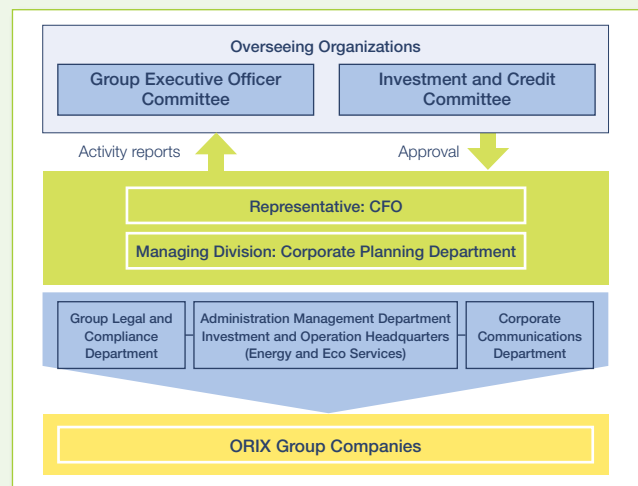 Overseeing Organizations
Group Executive Officer
Committee
Investment and Credit
Committee
Activity reports
Approval
Representative: CFO
Managing Division: Corporate Planning Department
Group Legal and
Compliance
Department
Administration Management Department
Investment and Operation Headquarters
(Energy and Eco Services)
Corporate
Communications
Department
ORIX Group Companies